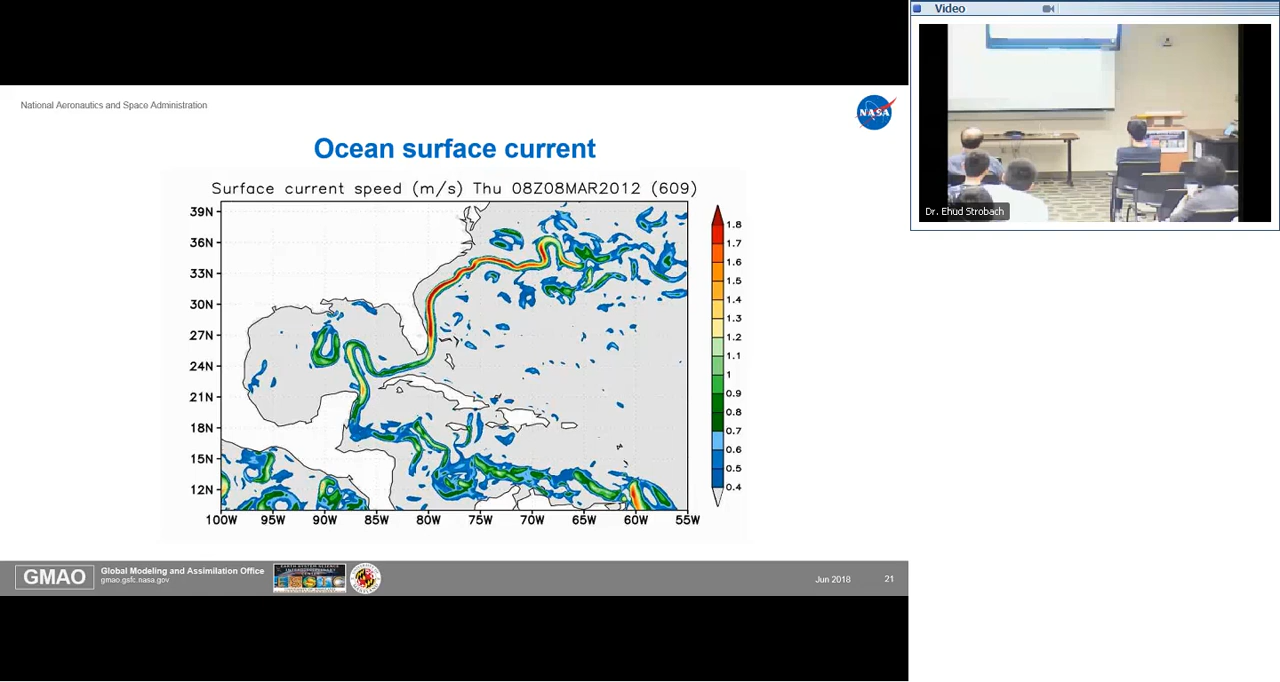 Video
National Aeronautics and Space Administration
NASA
Ocean surface current
Surface current speed (m/s) Thu 08Z08MAR2012 (609)
39N
36N
33N
30N
27N
24N
21N
18N
15N
12N
100W 95W 90W 85W 80W 75W 70W 65W 60W 55W
1.8
1.7
1.6
1.5
1.4
1.3
1.2
1.1
1
0.9
0.8
0.7
0.6
0.5
0.4
Dr. Ehud Strobach
GMAO
Global Modeling and Assimilation Office
gmao.gsfc.nasa.gov
Jun 2018
21